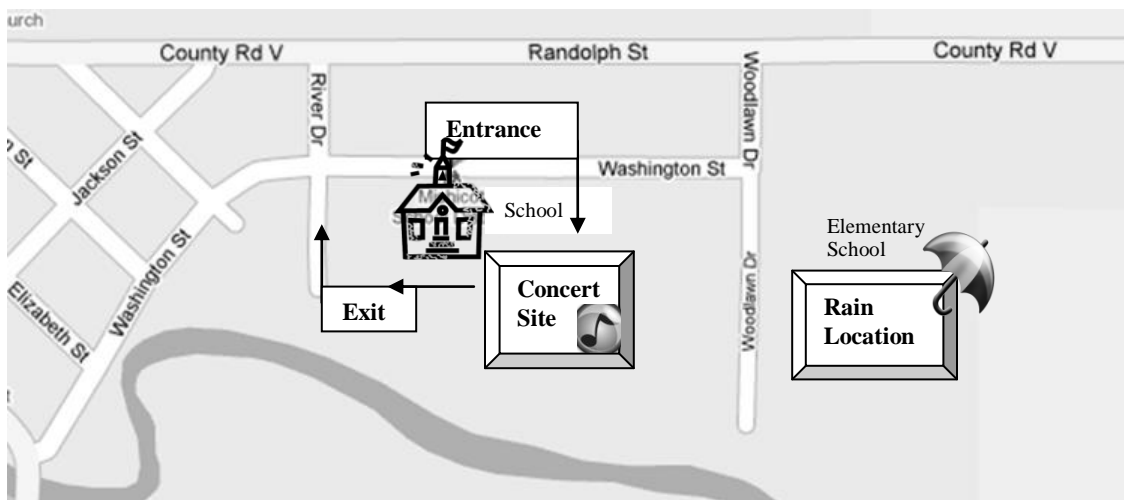 urch
County Rd V
Randolph St
County Rd V
River Dr
Woodlawn Dr
Entrance
Jackson St
Washington St
School
Elementary
School
Woodlawn Dr
Washington St
Elizabeth St
Exit
Concert
Site
Rain
Location